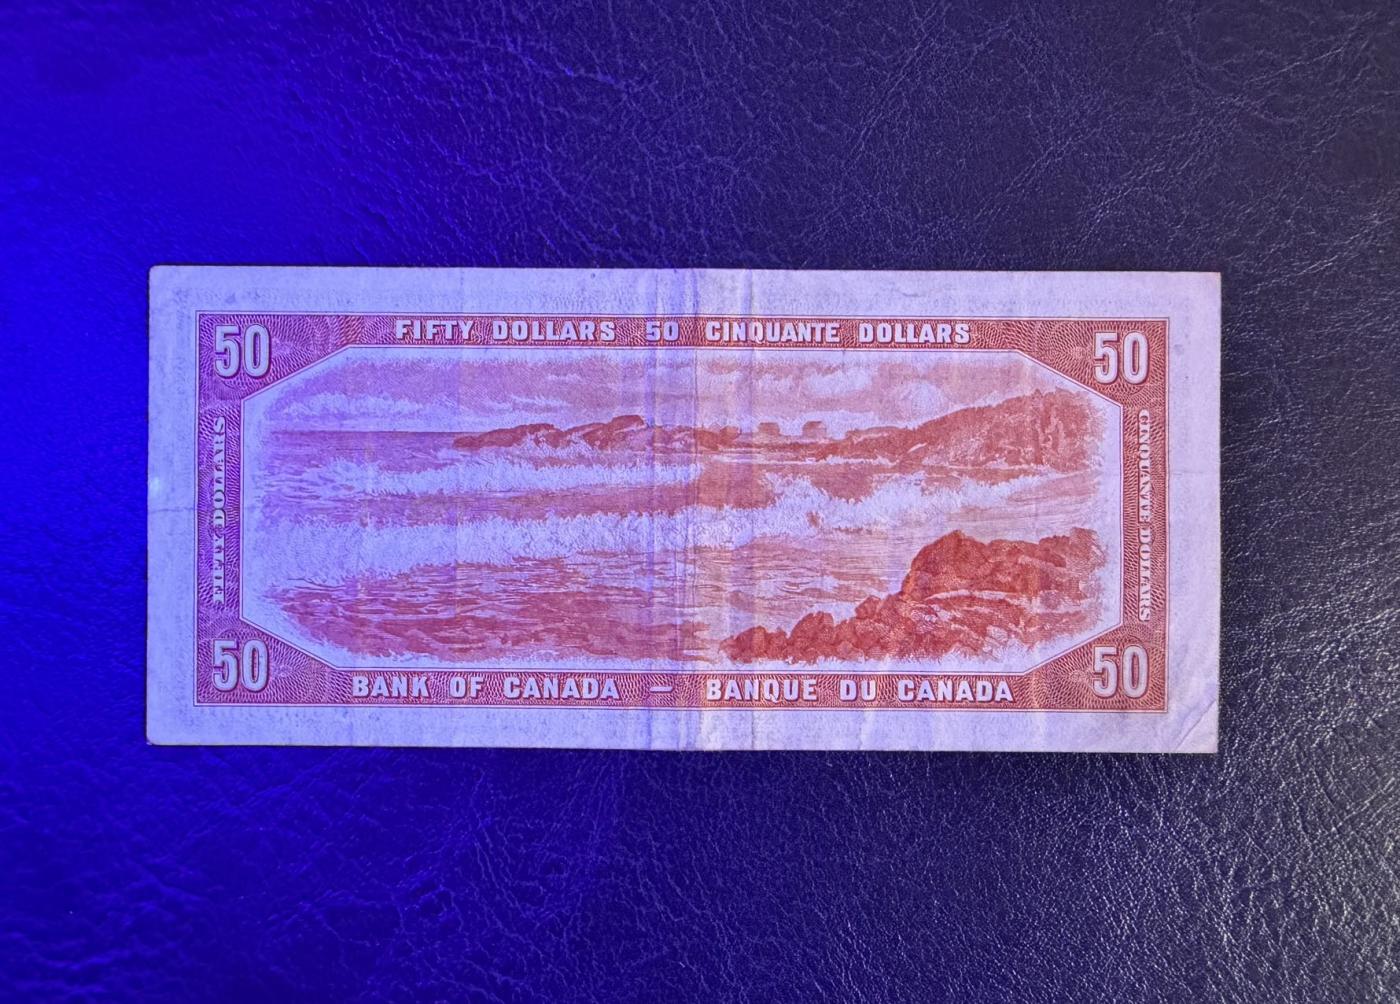 50 FIFTY DOLLARS 50 CINQUANTE DOLLARS 50
FIFTY DOLLARS
CINQUANTE DOLLARS
50 BANK OF CANADA — BANQUE DU CANADA 50